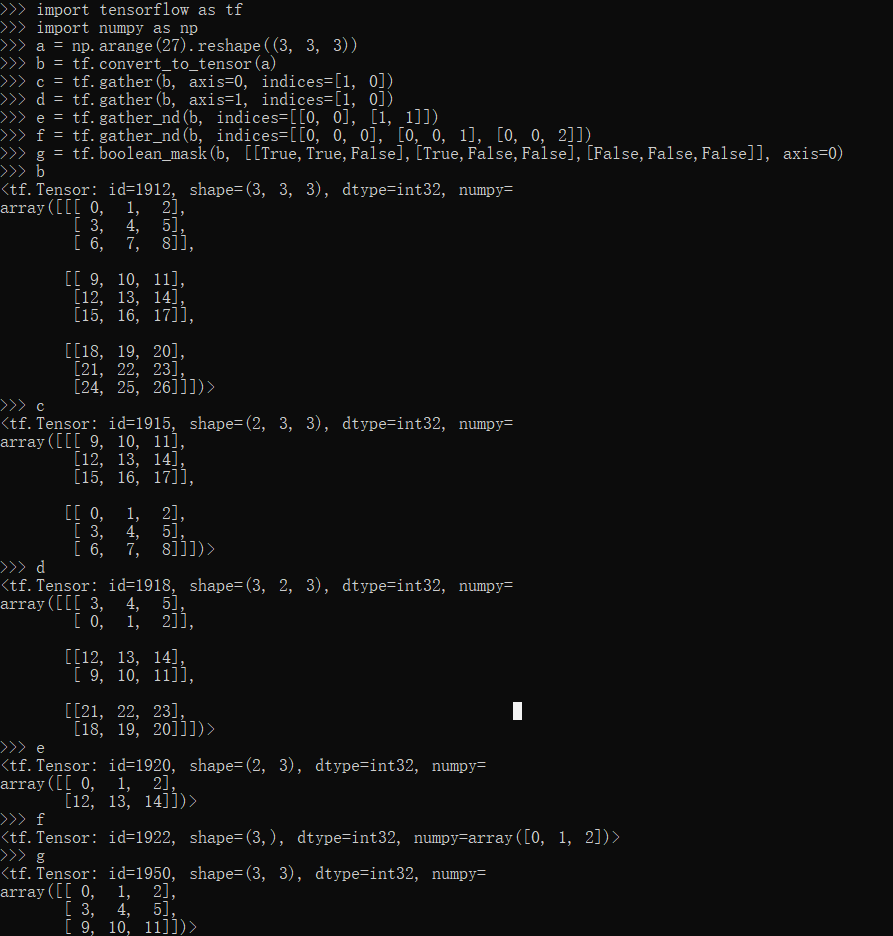 >>> import tensorflow as tf
>>> import numpy as np
>>> a = np.arange(27).reshape((3, 3, 3))
>>> b = tf.convert_to_tensor(a)
>>> c = tf.gather(b, axis=0, indices=[1, 0])
>>> d = tf.gather(b, axis=1, indices=[1, 0])
>>> e = tf.gather_nd(b, indices=[[0, 0], [1, 1]])
>>> f = tf.gather_nd(b, indices=[[0, 0, 0], [0, 0, 1], [0, 0, 2]])
>>> g = tf.boolean_mask(b, [[True,True,False],[True,False,False],[False,False,False]], axis=0)
>>> b
<tf.Tensor: id=1912, shape=(3, 3, 3), dtype=int32, numpy=
array([[[ 0,  1,  2],
        [ 3,  4,  5],
        [ 6,  7,  8]],

       [[ 9, 10, 11],
        [12, 13, 14],
        [15, 16, 17]],

       [[18, 19, 20],
        [21, 22, 23],
        [24, 25, 26]]])>
>>> c
<tf.Tensor: id=1915, shape=(2, 3, 3), dtype=int32, numpy=
array([[[ 9, 10, 11],
        [12, 13, 14],
        [15, 16, 17]],

       [[ 0,  1,  2],
        [ 3,  4,  5],
        [ 6,  7,  8]]])>
>>> d
<tf.Tensor: id=1918, shape=(3, 2, 3), dtype=int32, numpy=
array([[[ 3,  4,  5],
        [ 0,  1,  2]],

       [[12, 13, 14],
        [ 9, 10, 11]],

       [[21, 22, 23],
        [18, 19, 20]]])>
>>> e
<tf.Tensor: id=1920, shape=(2, 3), dtype=int32, numpy=
array([[ 0,  1,  2],
       [12, 13, 14]])>
>>> f
<tf.Tensor: id=1922, shape=(3,), dtype=int32, numpy=array([0, 1, 2])>
>>> g
<tf.Tensor: id=1950, shape=(3, 3), dtype=int32, numpy=
array([[ 0,  1,  2],
       [ 3,  4,  5],
       [ 9, 10, 11]])>